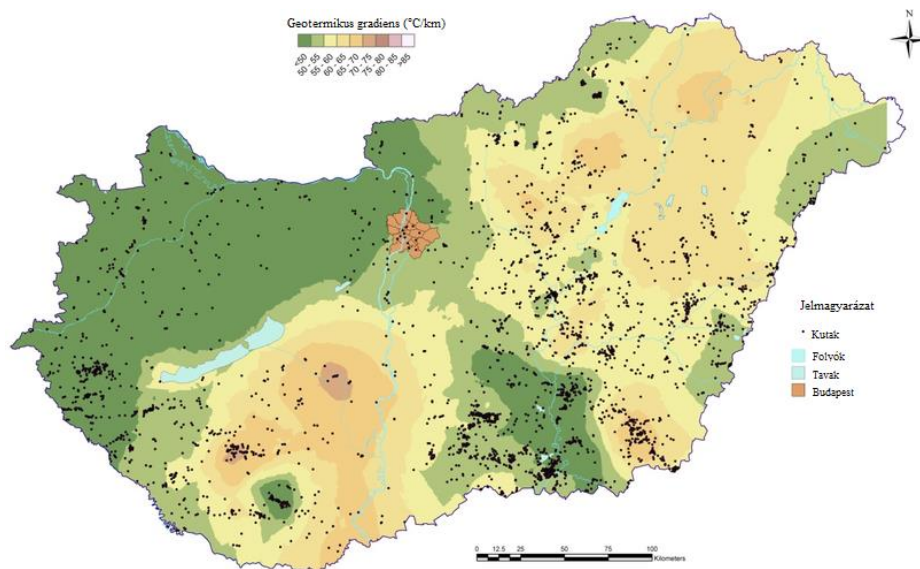 Geotermikus gradiens (°C/km)
<50
50 - 55
55 - 60
60 - 65
65 - 70
70 - 75
75 - 80
80 - 85
>85
N
Jelmagyarázat
Kutak
Folyók
Tavak
Budapest
0 12.5 25 50 75 100
Kilometers